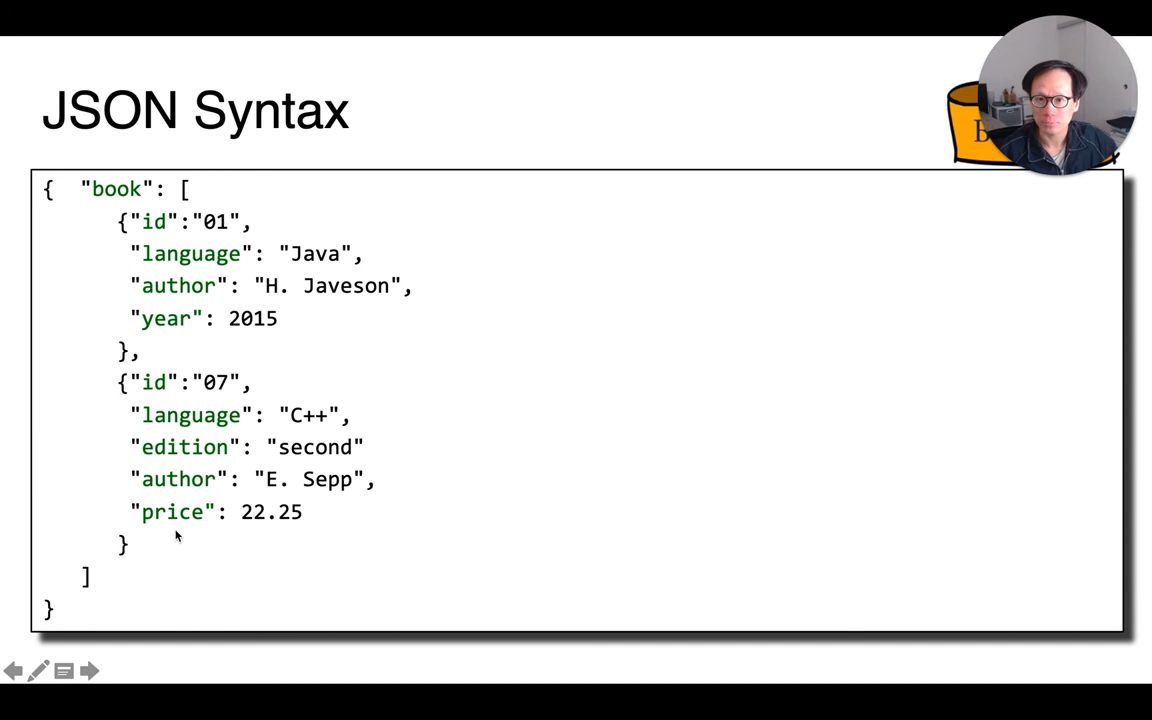 JSON Syntax
{  "book": [
      {"id":"01",
       "language": "Java",
       "author": "H. Javeson",
       "year": 2015
      },
      {"id":"07",
       "language": "C++",
       "edition": "second"
       "author": "E. Sepp",
       "price": 22.25
      }
   ]
}